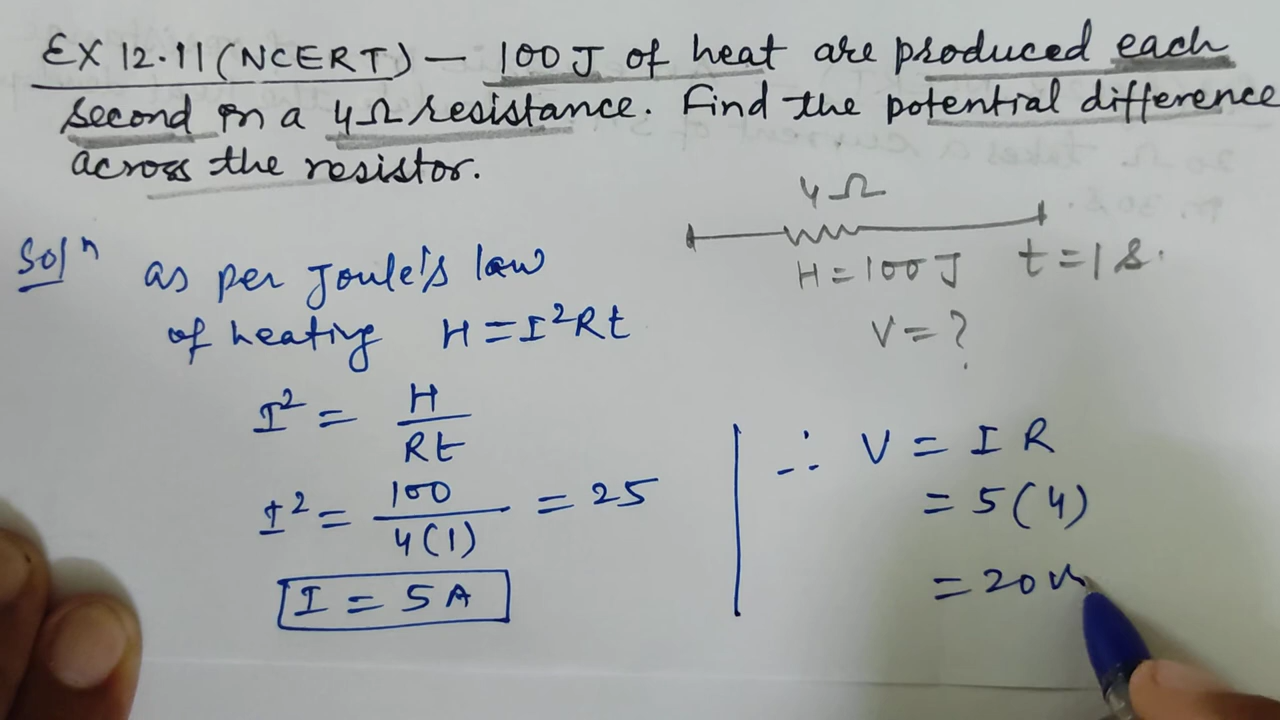 EX 12.11 (NCERT) — 100 J of heat are produced each
second in a 4Ω resistance. Find the potential difference
across the resistor.
4Ω
H = 100 J t = 1 s.
V = ?
Solⁿ as per Joule's law
of heating H = I²Rt
I² = H/Rt
I² = 100/4(1) = 25
I = 5A
∴ V = I R
= 5(4)
= 20 V